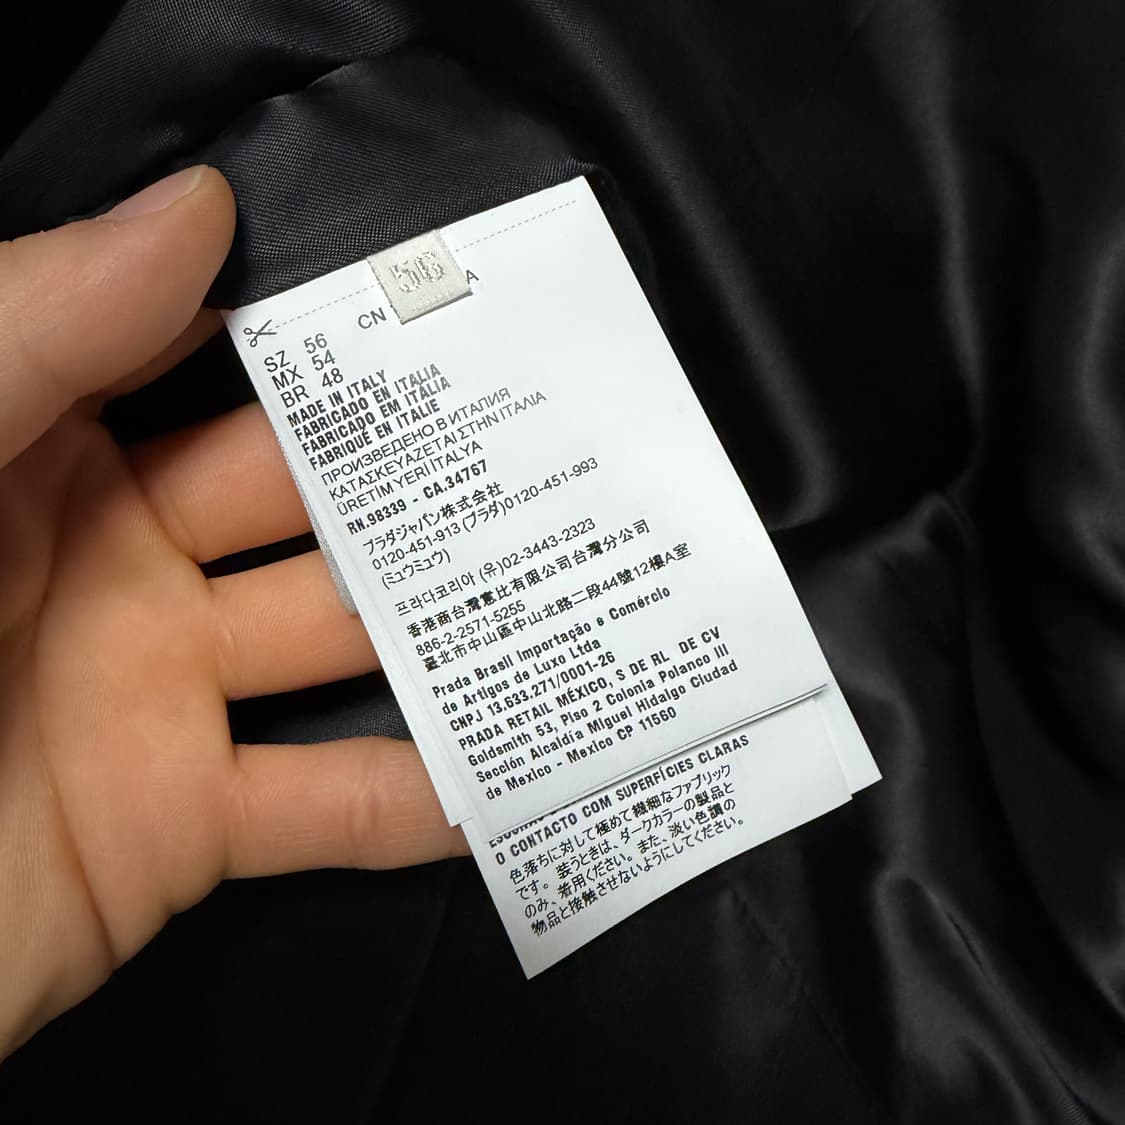 56
CN A
SZ 56
MX 54
BR 48
MADE IN ITALY
FABRICADO EN ITALIA
FABRICADO EM ITÁLIA
FABRIQUÉ EN ITALIE
ПРОИЗВЕДЕНО В ИТАЛИЯ
ΚΑΤΑΣΚΕΥΑΖΕΤΑΙ ΣΤΗΝ ΙΤΑΛΙΑ
ÜRETİM YERİ İTALYA
RN.98339 - CA.34767
プラダジャパン株式会社
0120-451-913 (プラダ)0120-451-993
(ミュウミュウ)
프라다코리아 (유)02-3443-2323
香港商台灣憲比有限公司台灣分公司
886-2-2571-5255
臺北市中山區中山北路二段44號12樓A室
Prada Brasil Importação e Comércio
de Artigos de Luxo Ltda
CNPJ 13.633.271/0001-26
PRADA RETAIL MÉXICO, S DE RL DE CV
Goldsmith 53, Piso 2 Colonia Polanco III
Sección Alcaldía Miguel Hidalgo Ciudad
de Mexico - Mexico CP 11560
O CONTACTO COM SUPERFÍCIES CLARAS
色落ちに対して極めて繊細なファブリック
です。装うときは、ダークカラーの製品と
のみ、着用ください。また、淡い色調の
物品と接触させないようにしてください。